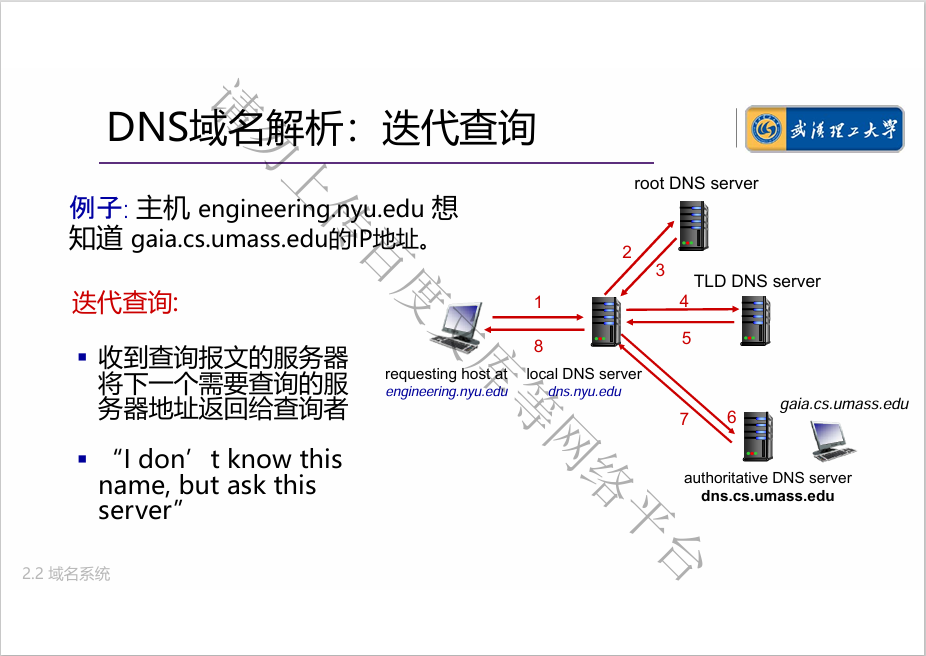 DNS域名解析：迭代查询
武汉理工大学
例子: 主机 engineering.nyu.edu 想
知道 gaia.cs.umass.edu的IP地址。
迭代查询:
▪ 收到查询报文的服务器
将下一个需要查询的服
务器地址返回给查询者
▪ “I don’t know this
name, but ask this
server”
root DNS server
2
3
TLD DNS server
1
4
5
8
requesting host at
engineering.nyu.edu
local DNS server
dns.nyu.edu
gaia.cs.umass.edu
7
6
authoritative DNS server
dns.cs.umass.edu
请勿上传百度文库等网络平台
2.2 域名系统